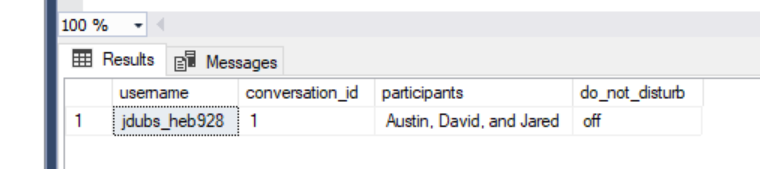 100 %
Results Messages
username conversation_id participants do_not_disturb
1 jdubs_heb928 1 Austin, David, and Jared off